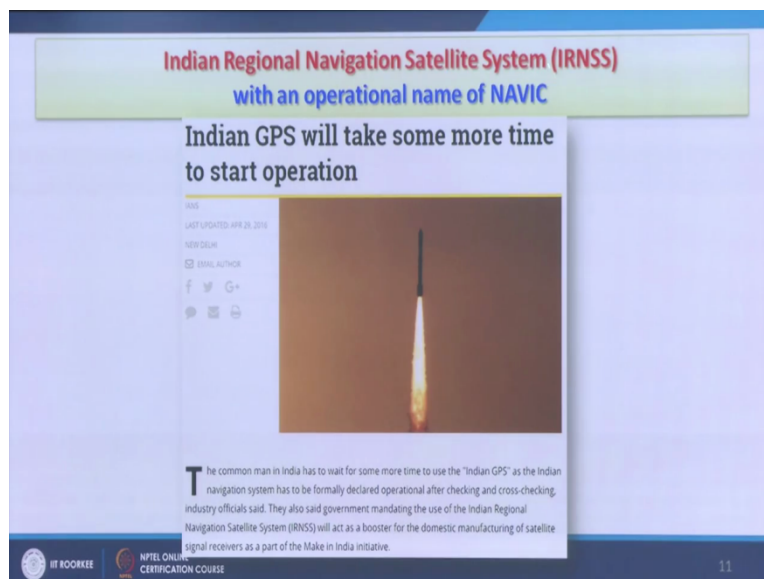 Indian Regional Navigation Satellite System (IRNSS)
with an operational name of NAVIC
Indian GPS will take some more time
to start operation
IANS
LAST UPDATED: APR 29, 2016
NEW DELHI
EMAIL AUTHOR
The common man in India has to wait for some more time to use the "Indian GPS" as the Indian
navigation system has to be formally declared operational after checking and cross-checking,
industry officials said. They also said government mandating the use of the Indian Regional
Navigation Satellite System (IRNSS) will act as a booster for the domestic manufacturing of satellite
signal receivers as a part of the Make in India initiative.
IIT ROORKEE
NPTEL ONLINE
CERTIFICATION COURSE
11